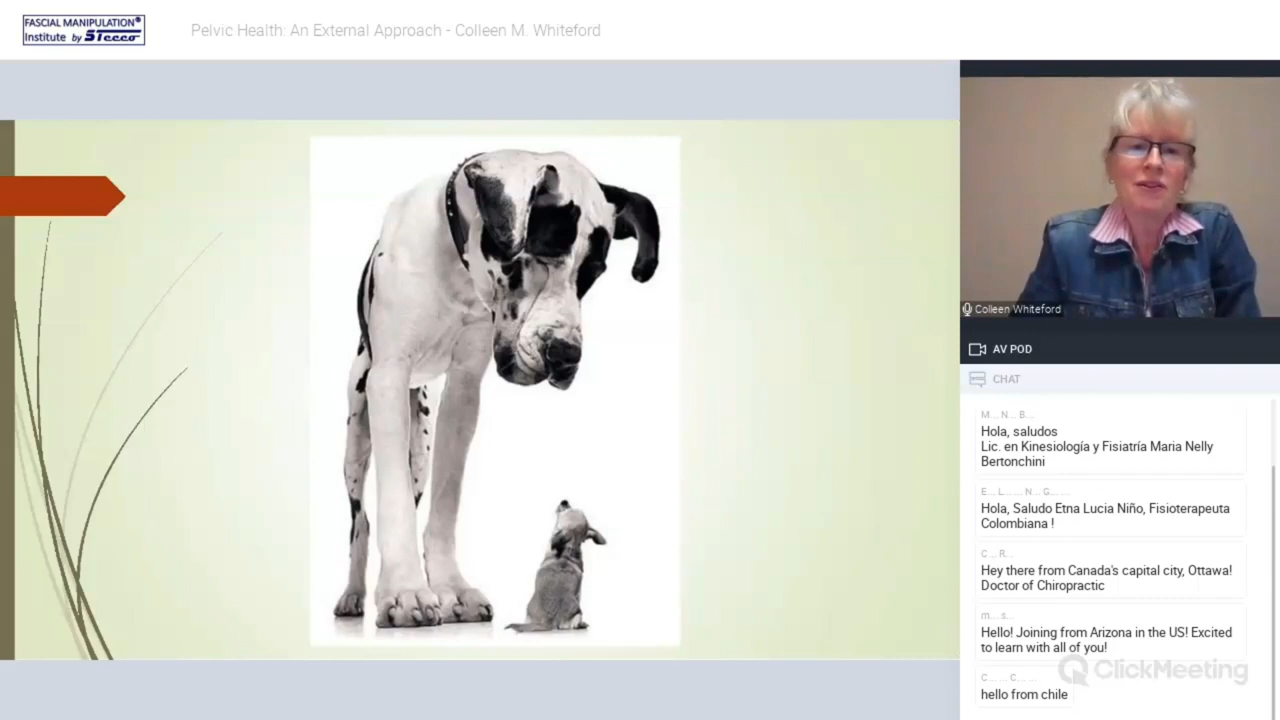 FASCIAL MANIPULATION®
Institute by STECCO
Pelvic Health: An External Approach - Colleen M. Whiteford
Colleen Whiteford
AV POD
CHAT
M... N... B...
Hola, saludos
Lic. en Kinesiología y Fisiatría Maria Nelly
Bertonchini
E... L... ... N... G... ...
Hola, Saludo Etna Lucia Niño, Fisioterapeuta
Colombiana !
C... R...
Hey there from Canada's capital city, Ottawa!
Doctor of Chiropractic
m... s...
Hello! Joining from Arizona in the US! Excited
to learn with all of you!
ClickMeeting
C... ... C... ...
hello from chile